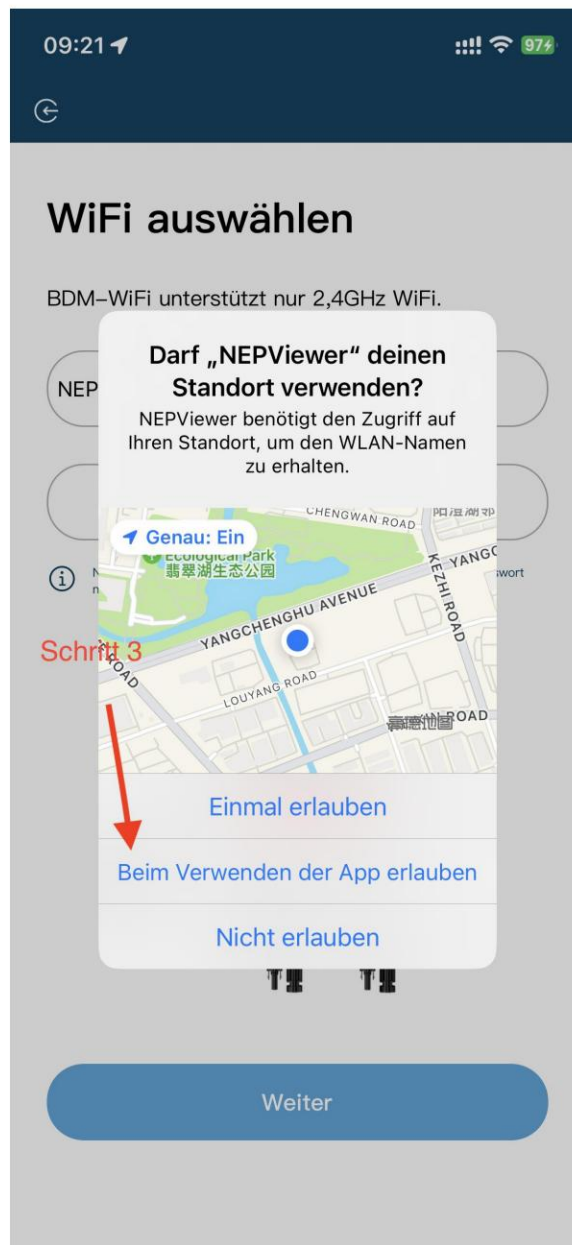 09:21
97
WiFi auswählen
BDM-WiFi unterstützt nur 2,4GHz WiFi.
Darf „NEPViewer“ deinen
Standort verwenden?
NEPViewer benötigt den Zugriff auf
Ihren Standort, um den WLAN-Namen
zu erhalten.
NEP
CHENGWAN ROAD
Genau: Ein
Ecological Park
翡翠湖生态公园
YANGCHENGHU AVENUE
KEZHI ROAD
Schritt 3
ROAD
LOUYANG ROAD
ROAD
Einmal erlauben
Beim Verwenden der App erlauben
Nicht erlauben
Weiter